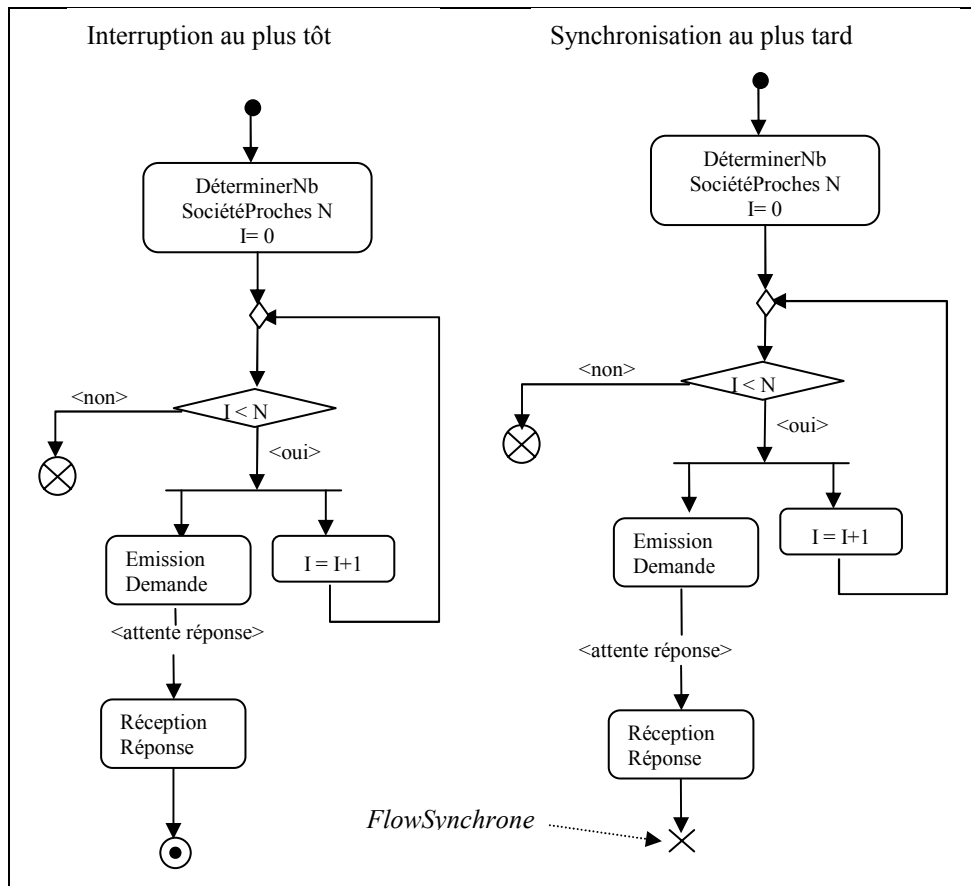 Interruption au plus tôt
DéterminerNb
SociétéProches N
I= 0
<non>
I < N
<oui>
Emission
Demande
I = I+1
<attente réponse>
Réception
Réponse
Synchronisation au plus tard
DéterminerNb
SociétéProches N
I= 0
<non>
I < N
<oui>
Emission
Demande
I = I+1
<attente réponse>
Réception
Réponse
FlowSynchrone